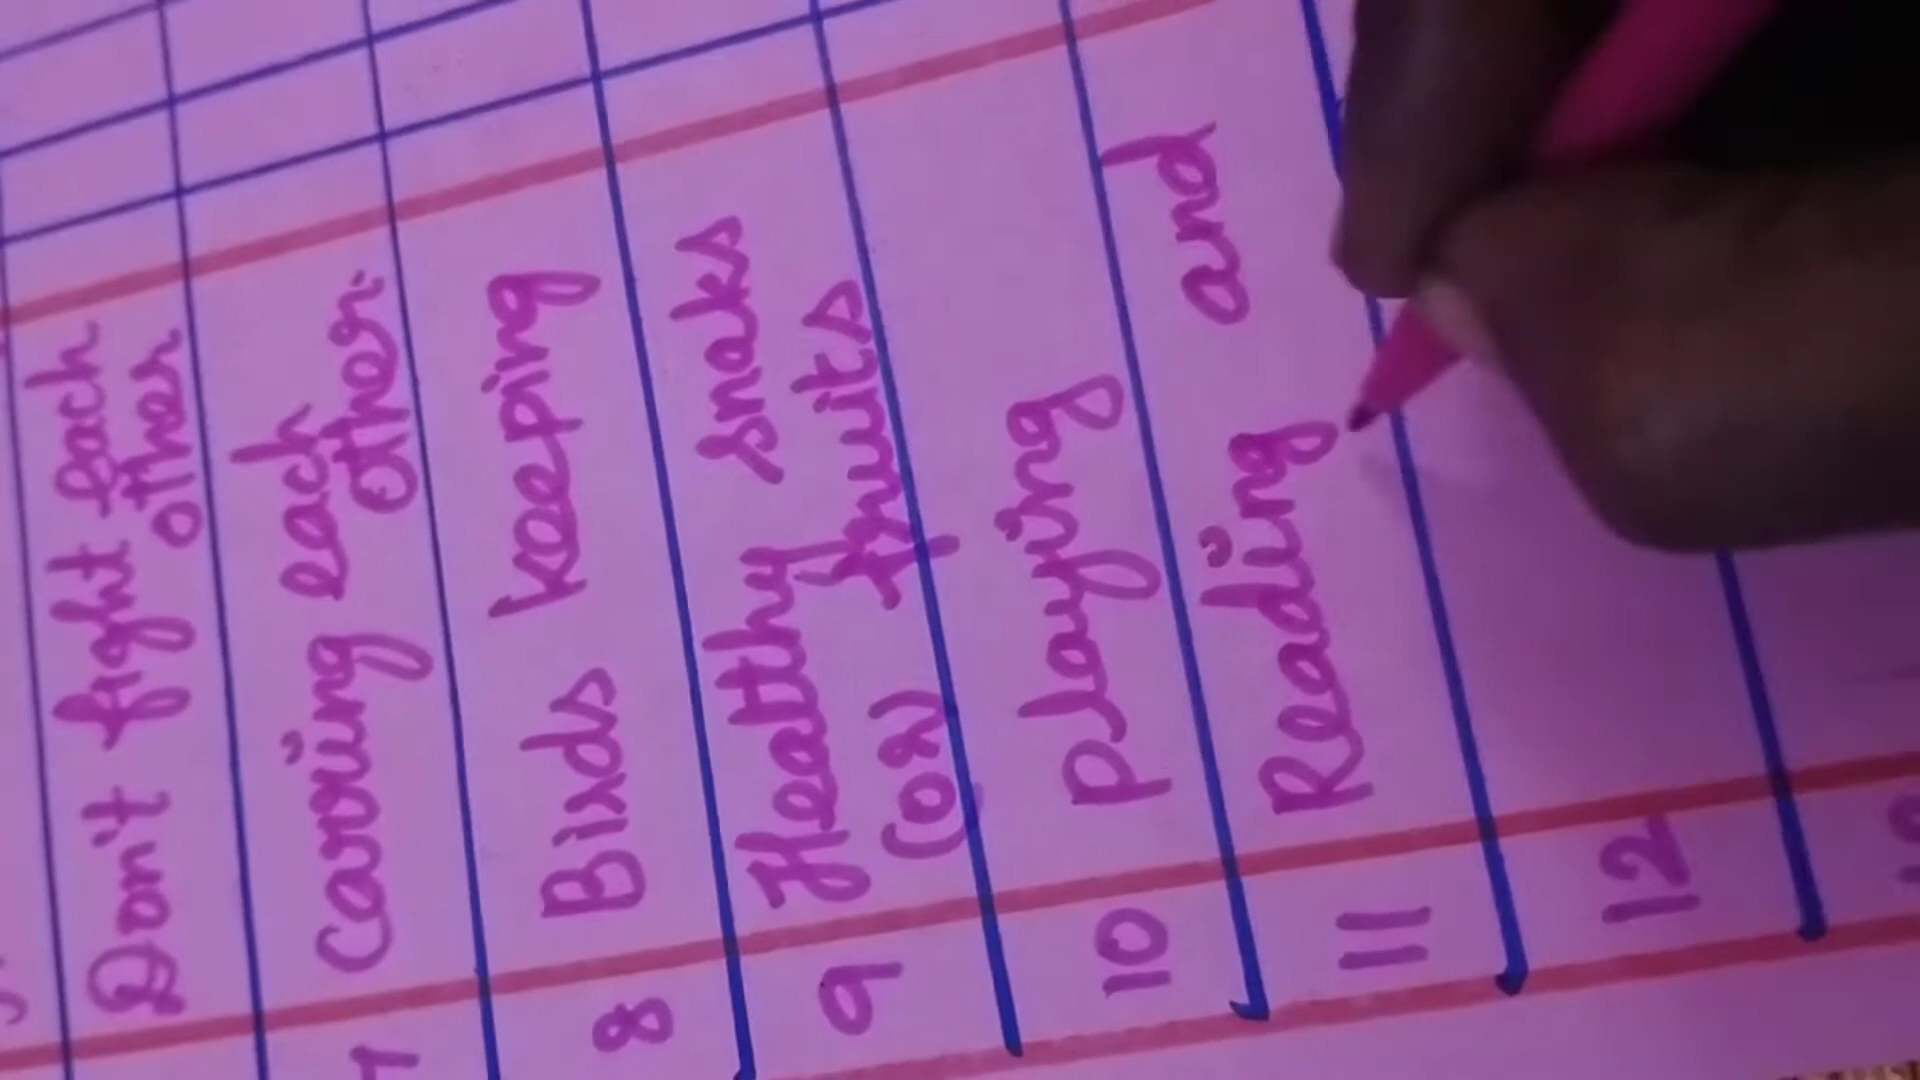 Don't fight each
other
7 Carring each
other.
8 Birds keeping
9 Healthy snaks
(or) fruits
10 playing
11 Reading and
12